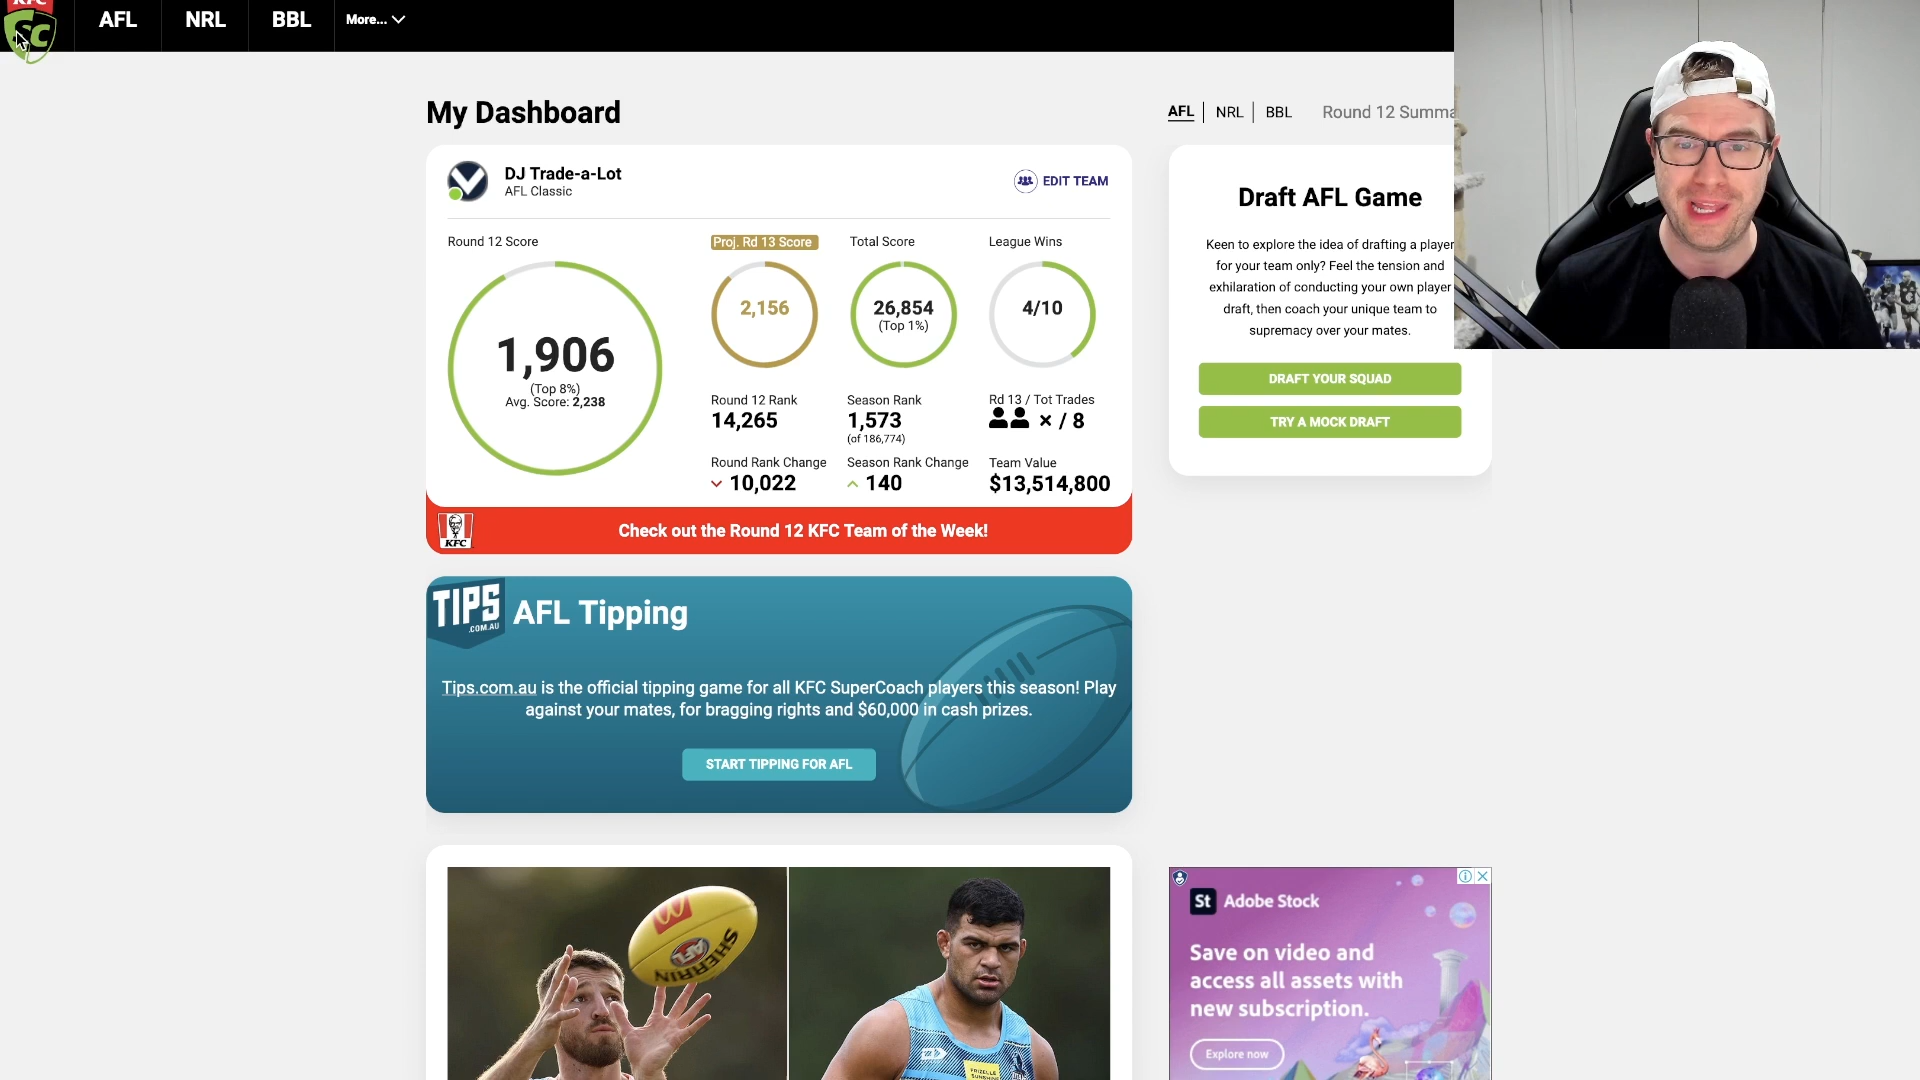 KFC
SC
AFL
NRL
BBL
More...
My Dashboard
AFL
NRL
BBL
Round 12 Summa
DJ Trade-a-Lot
AFL Classic
EDIT TEAM
Round 12 Score
1,906
(Top 8%)
Avg. Score: 2,238
Proj. Rd 13 Score
2,156
Total Score
26,854
(Top 1%)
League Wins
4/10
Round 12 Rank
14,265
Season Rank
1,573
(of 186,774)
Rd 13 / Tot Trades
× / 8
Round Rank Change
10,022
Season Rank Change
140
Team Value
$13,514,800
KFC
Check out the Round 12 KFC Team of the Week!
Draft AFL Game
Keen to explore the idea of drafting a player
for your team only? Feel the tension and
exhilaration of conducting your own player
draft, then coach your unique team to
supremacy over your mates.
DRAFT YOUR SQUAD
TRY A MOCK DRAFT
TIPS
.COM.AU
AFL Tipping
Tips.com.au is the official tipping game for all KFC SuperCoach players this season! Play
against your mates, for bragging rights and $60,000 in cash prizes.
START TIPPING FOR AFL
AFL
SHERRIN
St Adobe Stock
Save on video and
access all assets with
new subscription.
Explore now